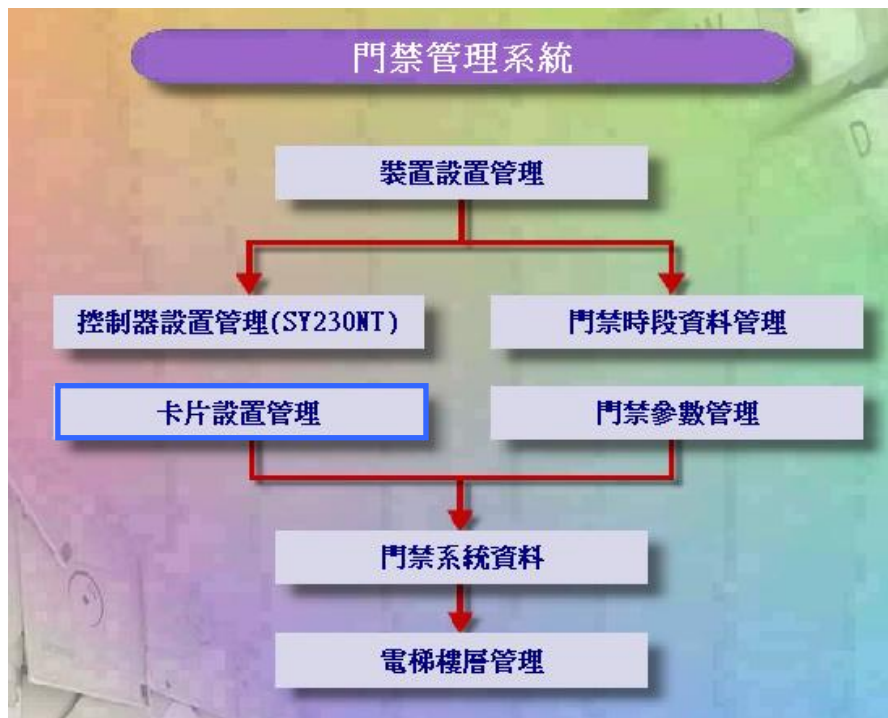 門禁管理系統
裝置設置管理
控制器設置管理(SY230NT)
門禁時段資料管理
卡片設置管理
門禁參數管理
門禁系統資料
電梯樓層管理